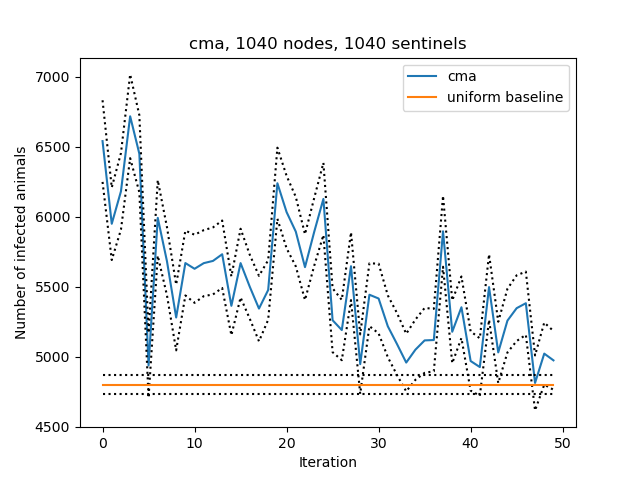 cma, 1040 nodes, 1040 sentinels
cma
uniform baseline
Number of infected animals
7000
6500
6000
5500
5000
4500
0 10 20 30 40 50
Iteration